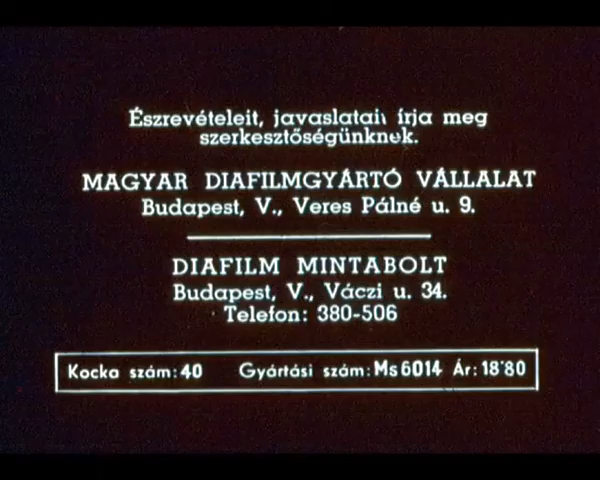 Észrevételeit, javaslatait írja meg
szerkesztőségünknek.
MAGYAR DIAFILMGYÁRTÓ VÁLLALAT
Budapest, V., Veres Pálné u. 9.
DIAFILM MINTABOLT
Budapest, V., Váczi u. 34.
Telefon: 380-506
Kocka szám: 40 Gyártási szám: Ms 6014 Ár: 18·80